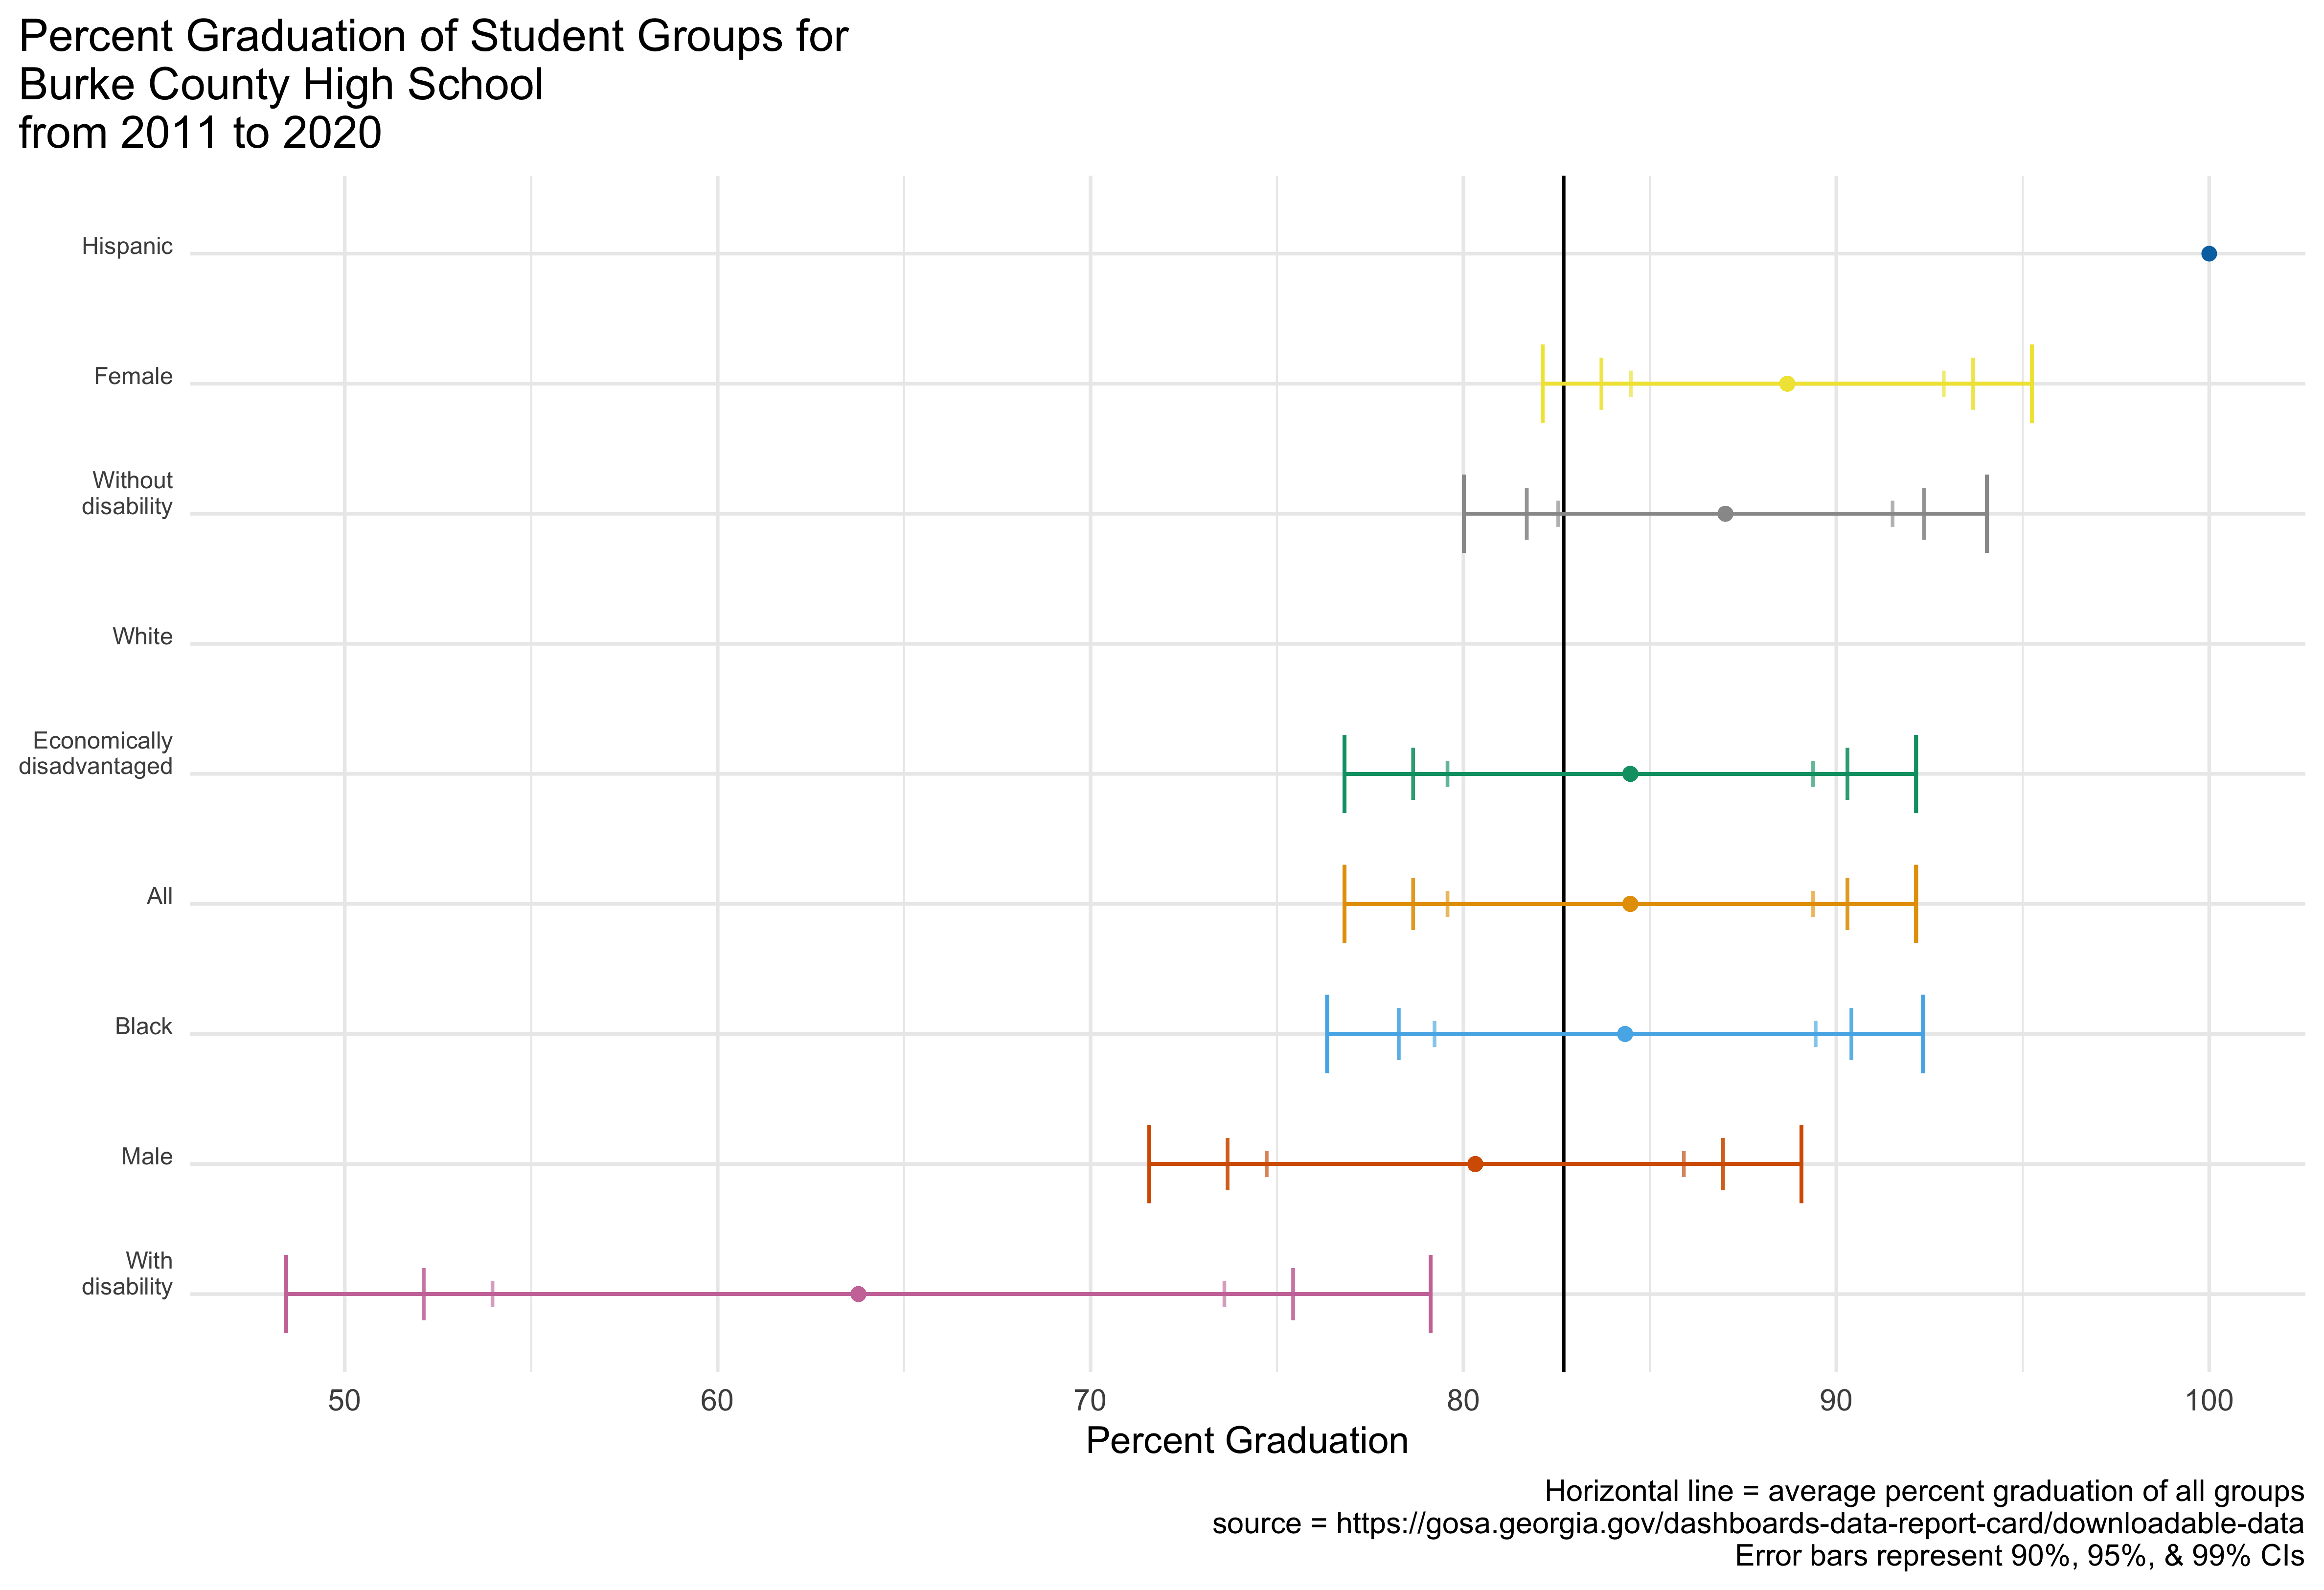 Percent Graduation of Student Groups for
Burke County High School
from 2011 to 2020
Hispanic
Female
Without
disability
White
Economically
disadvantaged
All
Black
Male
With
disability
50 60 70 80 90 100
Percent Graduation
Horizontal line = average percent graduation of all groups
source = https://gosa.georgia.gov/dashboards-data-report-card/downloadable-data
Error bars represent 90%, 95%, & 99% CIs